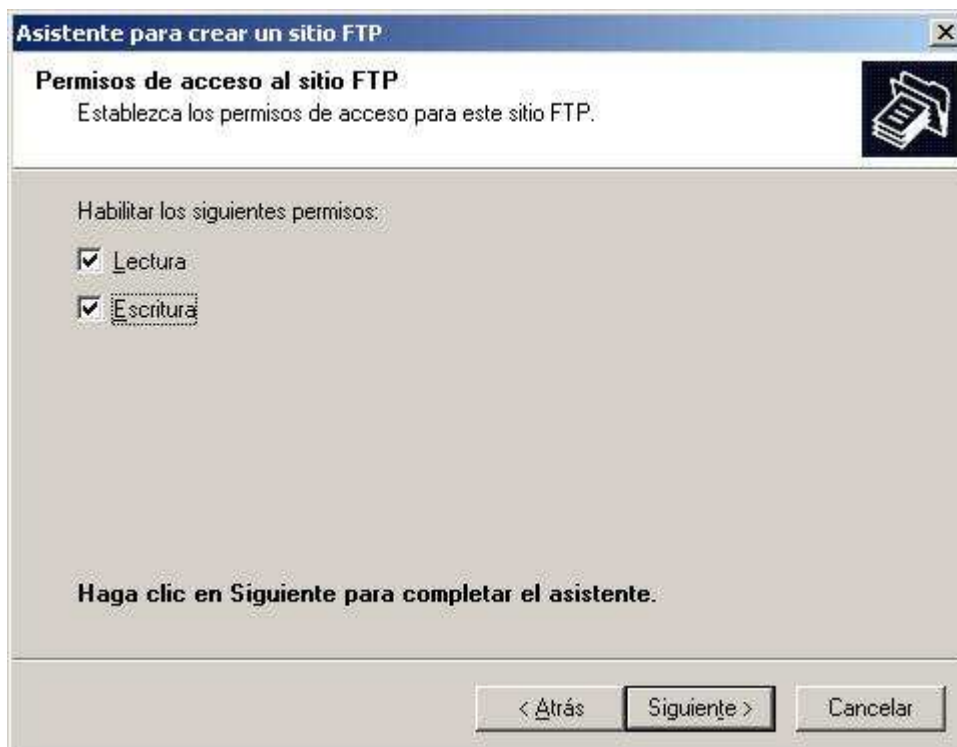 Asistente para crear un sitio FTP
Permisos de acceso al sitio FTP
Establezca los permisos de acceso para este sitio FTP.
Habilitar los siguientes permisos:
Lectura
Escritura
Haga clic en Siguiente para completar el asistente.
< Atrás Siguiente > Cancelar